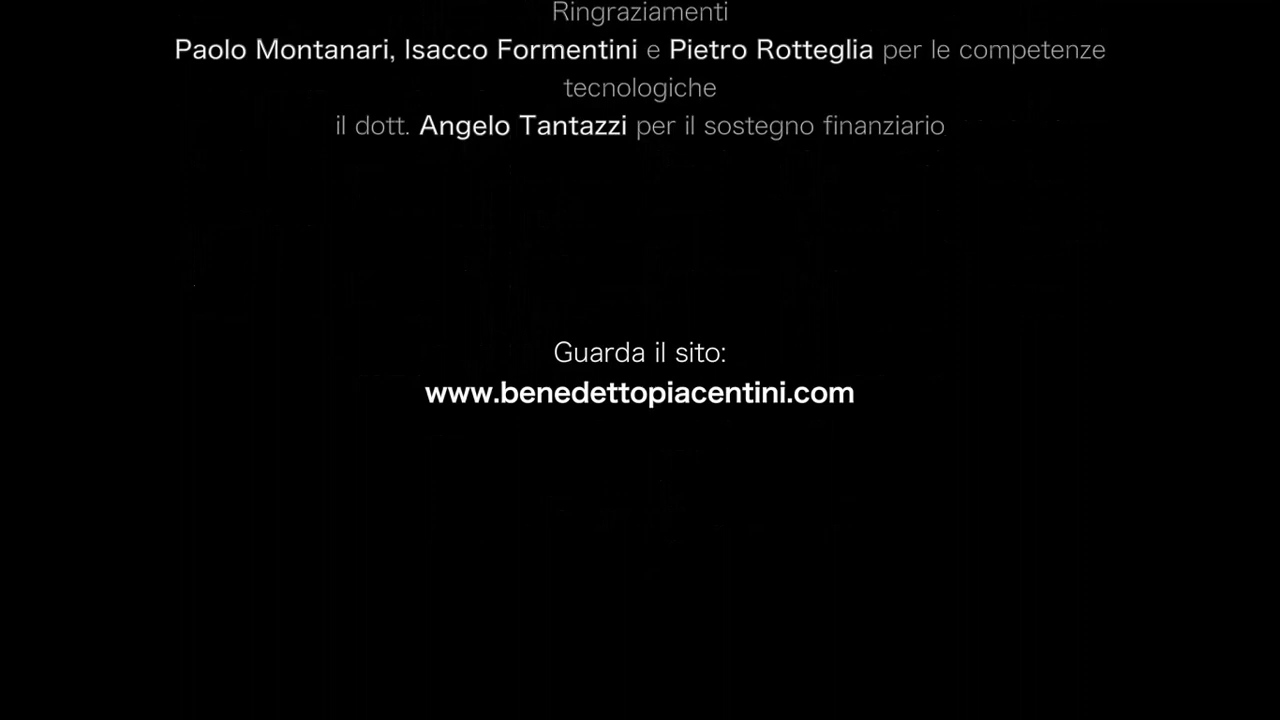 Ringraziamenti
Paolo Montanari, Isacco Formentini e Pietro Rotteglia per le competenze
tecnologiche
il dott. Angelo Tantazzi per il sostegno finanziario
Guarda il sito:
www.benedettopiacentini.com